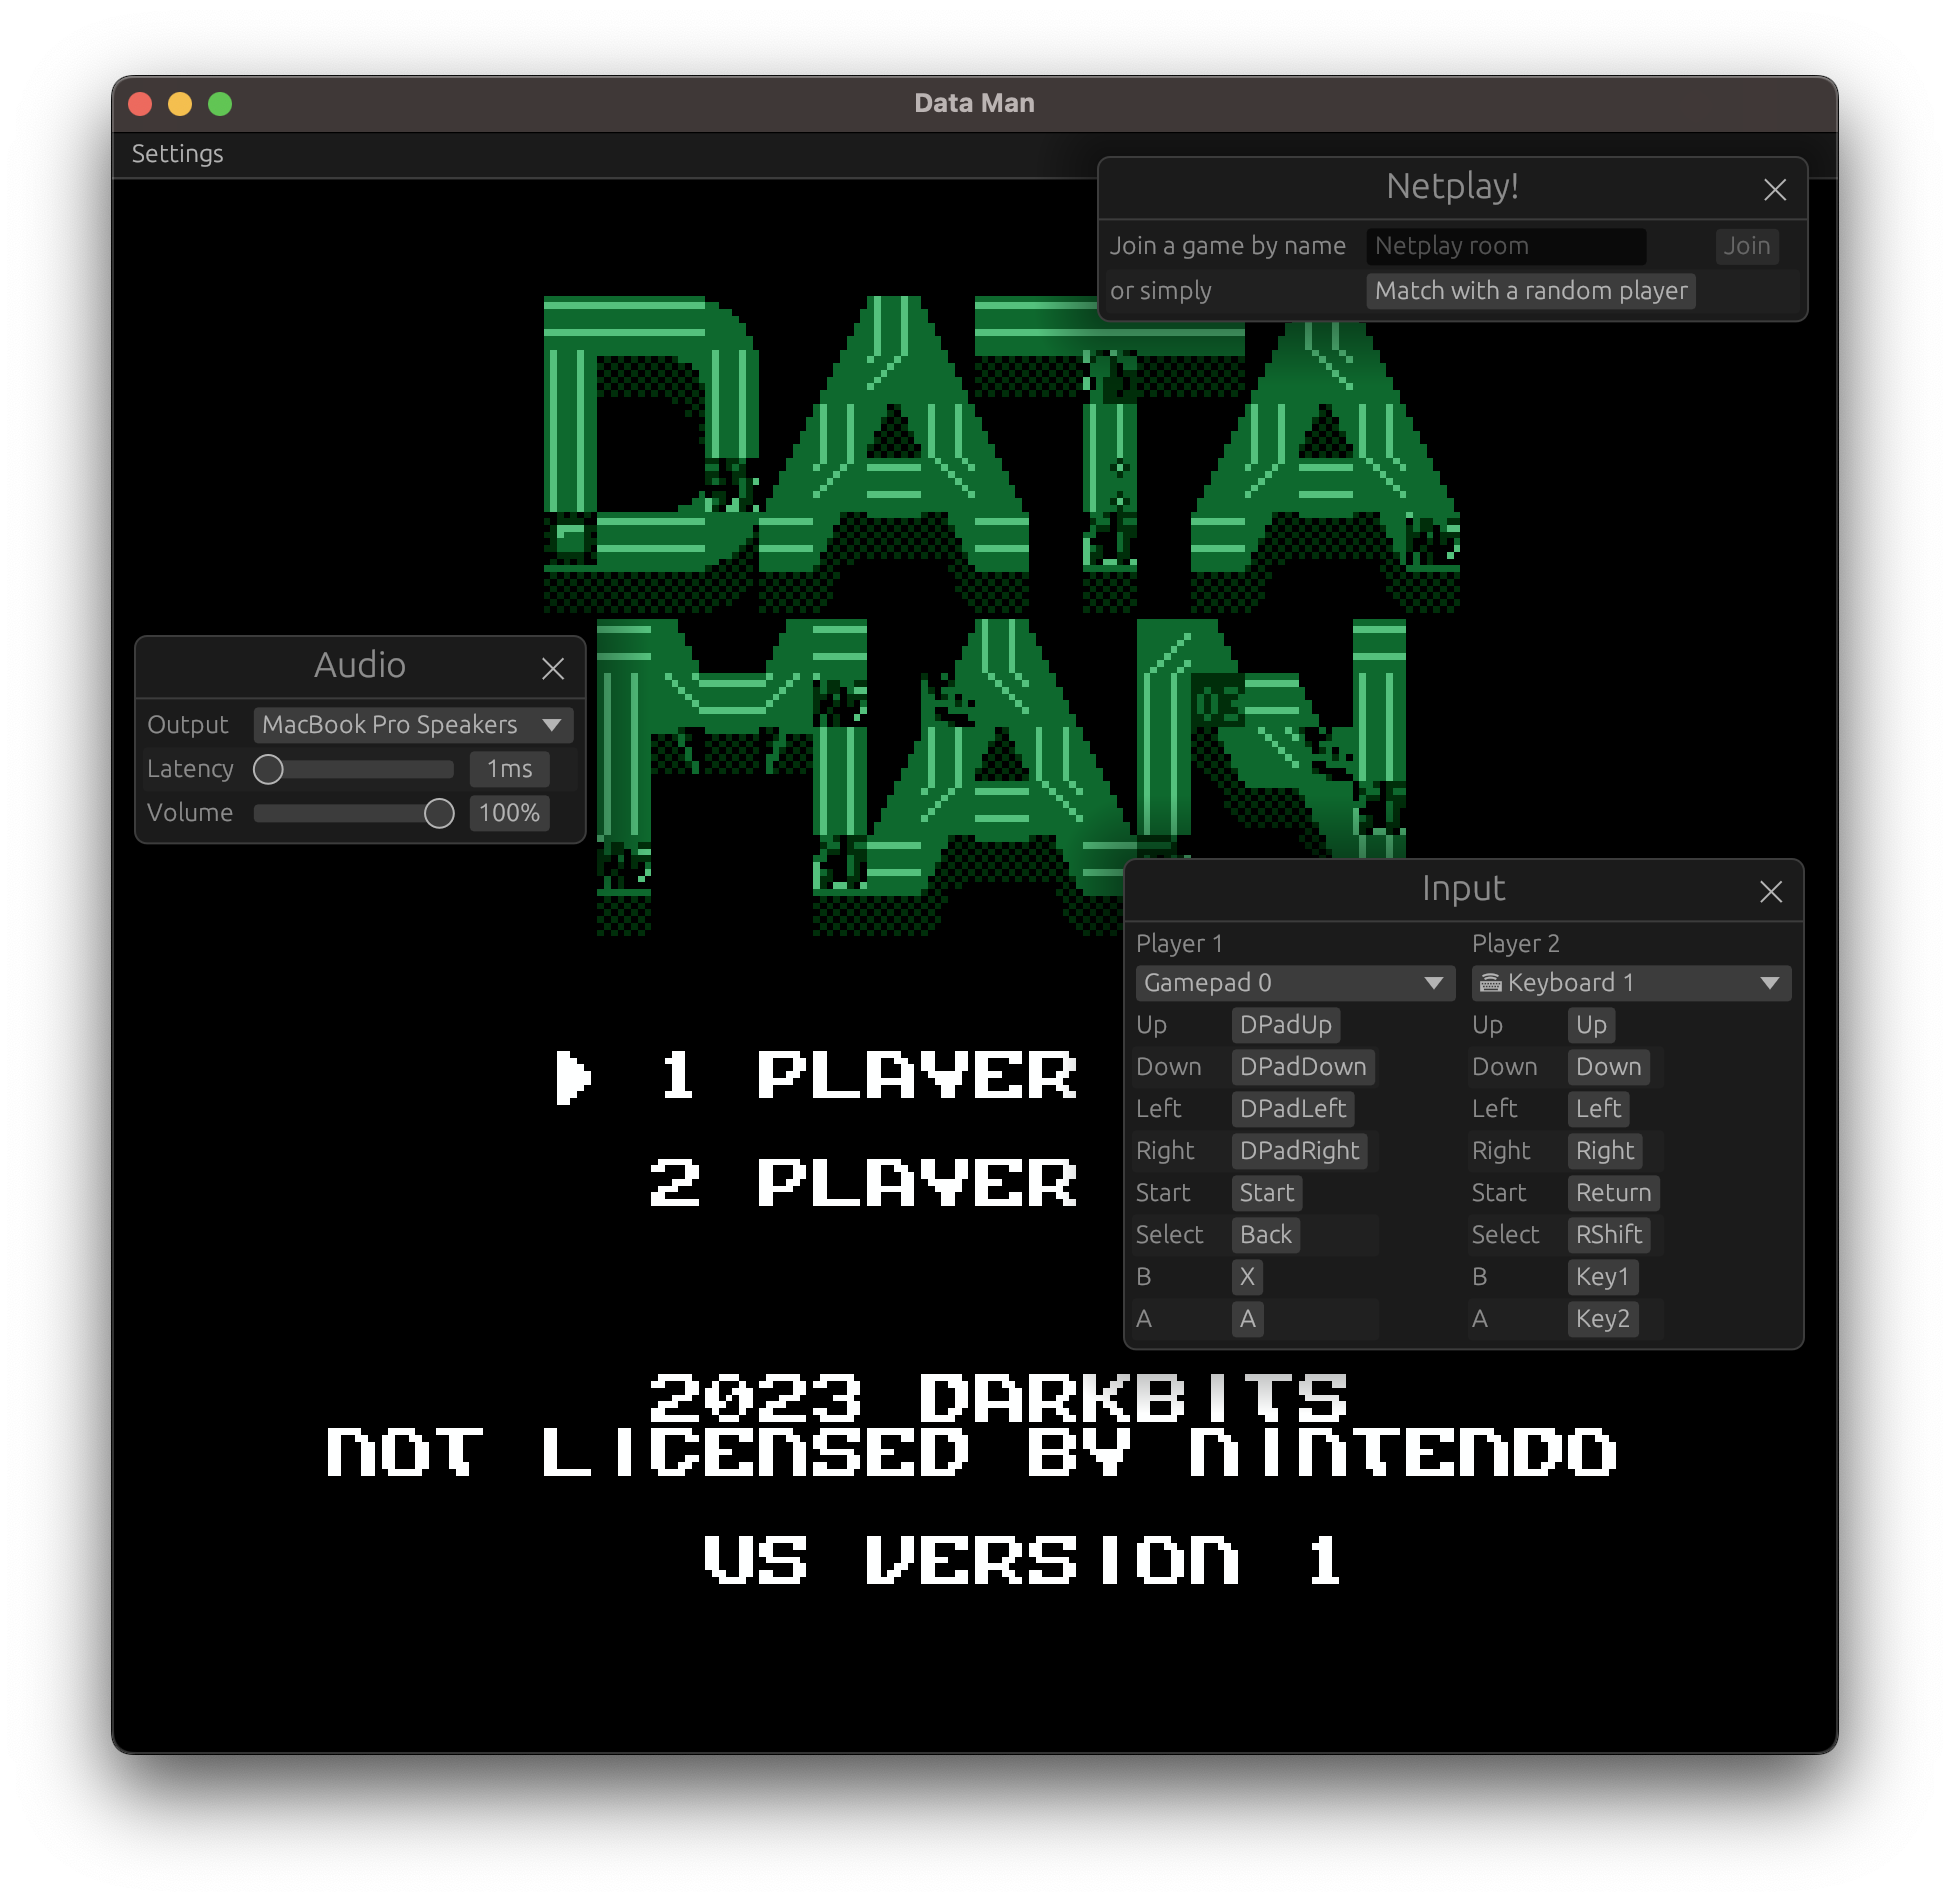 Data Man
Settings
Netplay!
Join a game by name Netplay room Join
or simply Match with a random player
DATA
MAN
Audio
Output MacBook Pro Speakers
Latency 1ms
Volume 100%
Input
Player 1 Player 2
Gamepad 0 Keyboard 1
Up DPadUp Up Up
Down DPadDown Down Down
Left DPadLeft Left Left
Right DPadRight Right Right
Start Start Start Return
Select Back Select RShift
B X B Key1
A A A Key2
1 PLAYER
2 PLAYER
2023 DARKBITS
NOT LICENSED BY NINTENDO
US VERSION 1